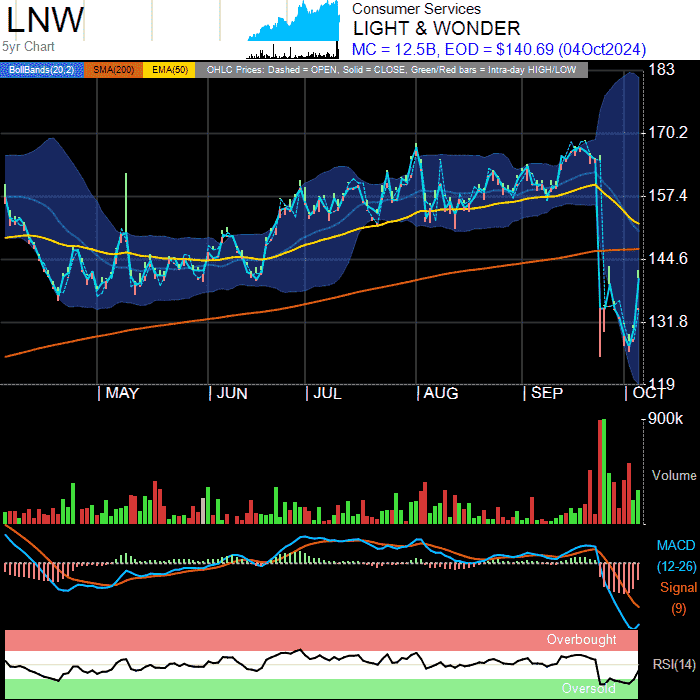 LNW
5yr Chart
Consumer Services
LIGHT & WONDER
MC = 12.5B, EOD = $140.69 (04Oct2024)
BollBands(20,2) SMA(200) EMA(50) OHLC Prices: Dashed = OPEN, Solid = CLOSE, Green/Red bars = Intra-day HIGH/LOW
183
170.2
157.4
144.6
131.8
119
MAY JUN JUL AUG SEP OCT
900k
Volume
MACD
(12-26)
Signal
(9)
Overbought
RSI(14)
Oversold